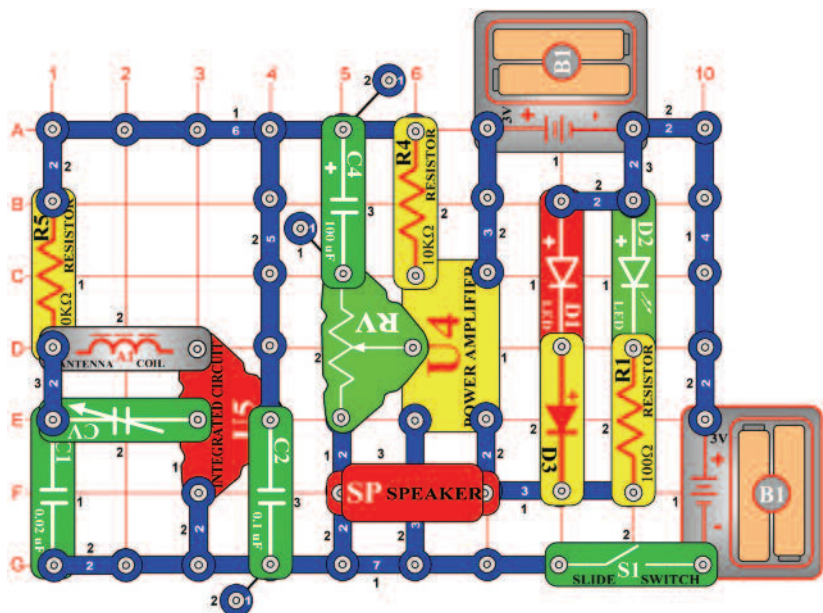 1 2 3 4 5 6 10
A
B
C
D
E
F
G
B1
3V
+ -
R5
RESISTOR
C4
+
100 uF
R4
RESISTOR
10KΩ
RV
U4
POWER AMPLIFIER
D1
LED
+
D2
LED
+
D3
+
R1
RESISTOR
100Ω
A1
ANTENNA COIL
INTEGRATED CIRCUIT
U5
CV
C1
0.02 uF
C2
0.1 uF
SP SPEAKER
S1
SLIDE SWITCH
B1
3V
+
-